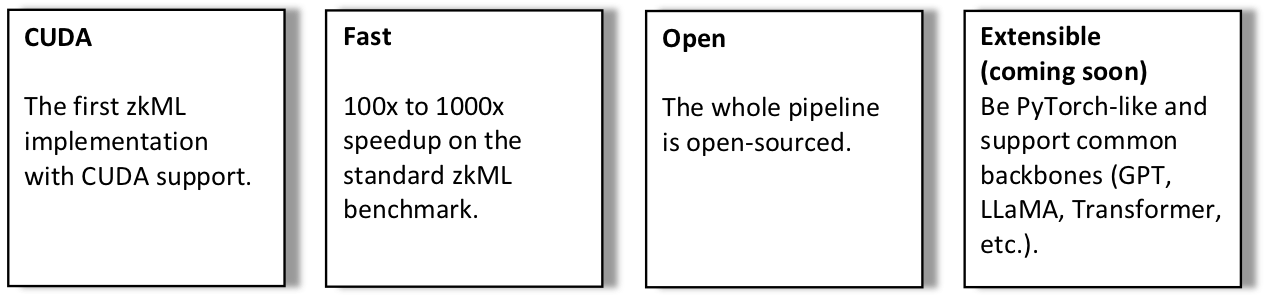 CUDA
The first zkML
implementation
with CUDA support.
Fast
100x to 1000x
speedup on the
standard zkML
benchmark.
Open
The whole pipeline
is open-sourced.
Extensible
(coming soon)
Be PyTorch-like and
support common
backbones (GPT,
LLaMA, Transformer,
etc.).